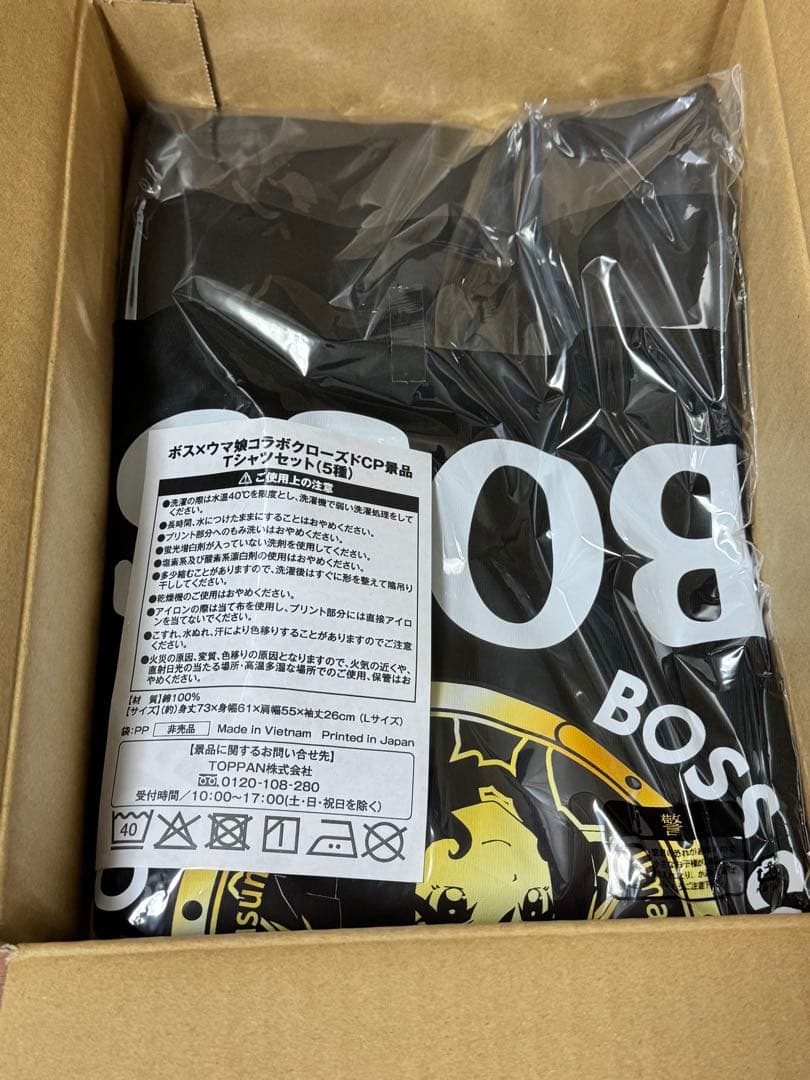 ボス×ウマ娘コラボクローズドCP景品
Tシャツセット(5種)
⚠ご使用上の注意
●洗濯の際は水温40℃を限度とし、洗濯機で弱い洗濯処理をして
ください。
●長時間、水につけたままにすることはおやめください。
●プリント部分へのもみ洗いはおやめください。
●蛍光増白剤が入っていない洗剤を使用してください。
●塩素系及び酸素系漂白剤の使用はおやめください。
●多少縮むことがありますので、洗濯後はすぐに形を整えて陰吊り
干ししてください。
●乾燥機のご使用はおやめください。
●アイロンの際は当て布を使用し、プリント部分には直接アイロ
ンを当てないでください。
●こすれ、水ぬれ、汗により色移りすることがありますのでご注意
ください。
●火災の原因、変質、色移りの原因となりますので、火気の近くや、
直射日光の当たる場所・高温多湿な場所でのご使用、保管はお
やめください。
【材 質】綿100%
【サイズ】(約)身丈73×身幅61×肩幅55×袖丈26cm (Lサイズ)
袋:PP 非売品 Made in Vietnam Printed in Japan
【景品に関するお問い合せ先】
TOPPAN株式会社
0120-108-280
受付時間/10:00~17:00(土・日・祝日を除く)
40
BOSS
uma